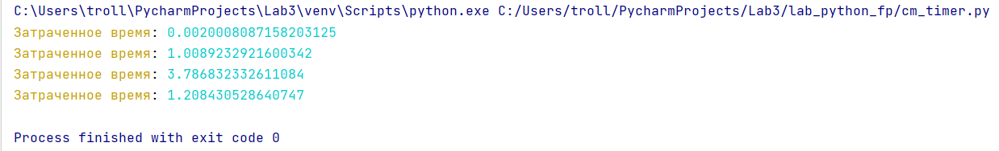 C:\Users\troll\PycharmProjects\Lab3\venv\Scripts\python.exe C:/Users/troll/PycharmProjects/Lab3/lab_python_fp/cm_timer.py
Затраченное время: 0.0020008087158203125
Затраченное время: 1.0089232921600342
Затраченное время: 3.786832332611084
Затраченное время: 1.208430528640747
Process finished with exit code 0